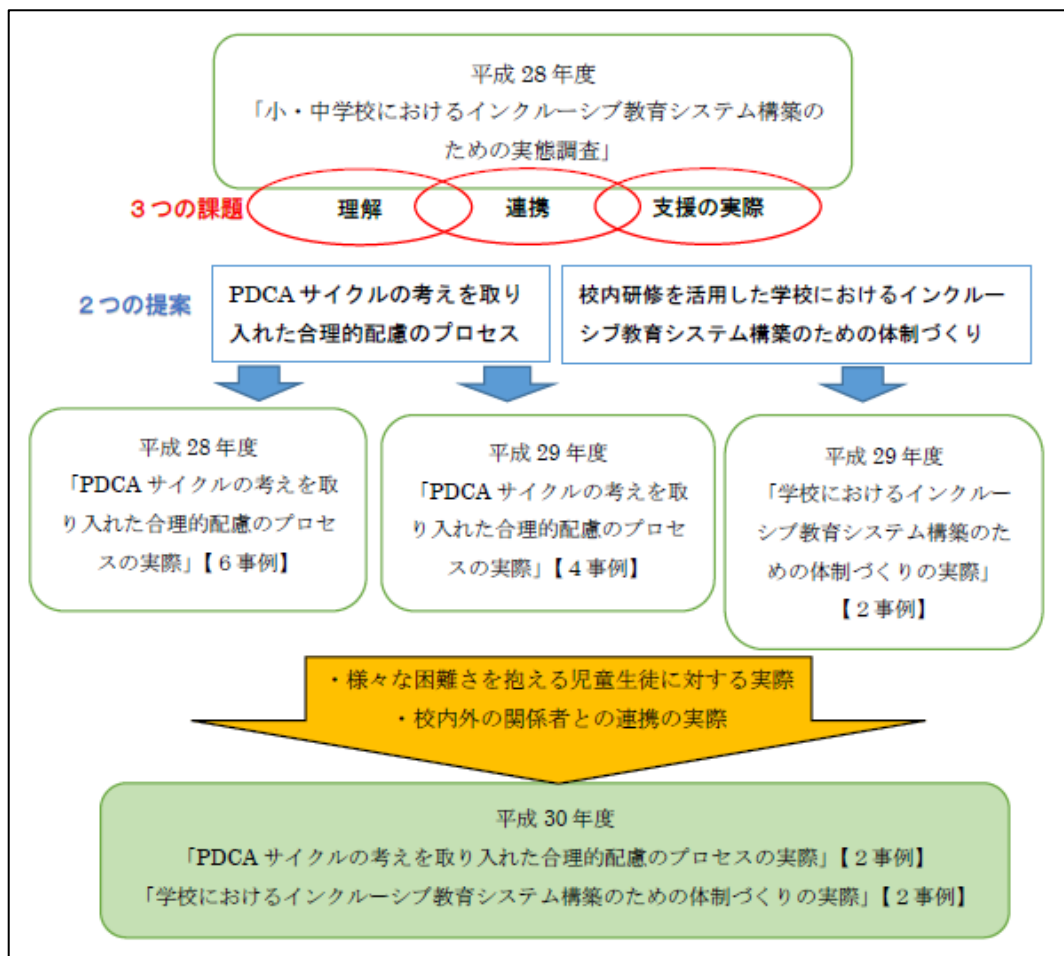 平成 28 年度
「小・中学校におけるインクルーシブ教育システム構築の
ための実態調査」
３つの課題
理解
連携
支援の実際
２つの提案
PDCA サイクルの考えを取り
入れた合理的配慮のプロセス
校内研修を活用した学校におけるインクルー
シブ教育システム構築のための体制づくり
平成 28 年度
「PDCA サイクルの考えを取
り入れた合理的配慮のプロセ
スの実際」【６事例】
平成 29 年度
「PDCA サイクルの考えを取
り入れた合理的配慮のプロセ
スの実際」【４事例】
平成 29 年度
「学校におけるインクルー
シブ教育システム構築のた
めの体制づくりの実際」
【２事例】
・様々な困難さを抱える児童生徒に対する実際
・校内外の関係者との連携の実際
平成 30 年度
「PDCA サイクルの考えを取り入れた合理的配慮のプロセスの実際」【２事例】
「学校におけるインクルーシブ教育システム構築のための体制づくりの実際」【２事例】